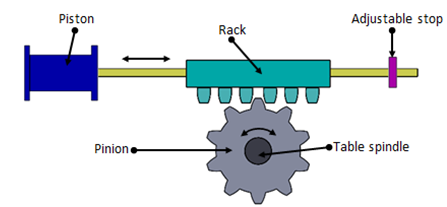 Piston
Rack
Adjustable stop
Pinion
Table spindle